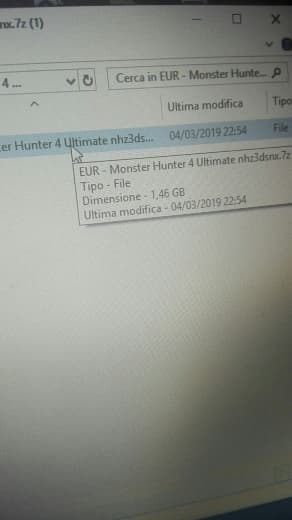 nx.7z (1)
4 ...
Cerca in EUR - Monster Hunte...
Ultima modifica
Tipo
er Hunter 4 Ultimate nhz3ds... 04/03/2019 22:54 File
EUR - Monster Hunter 4 Ultimate nhz3dsnx.7z
Tipo - File
Dimensione - 1,46 GB
Ultima modifica - 04/03/2019 22:54